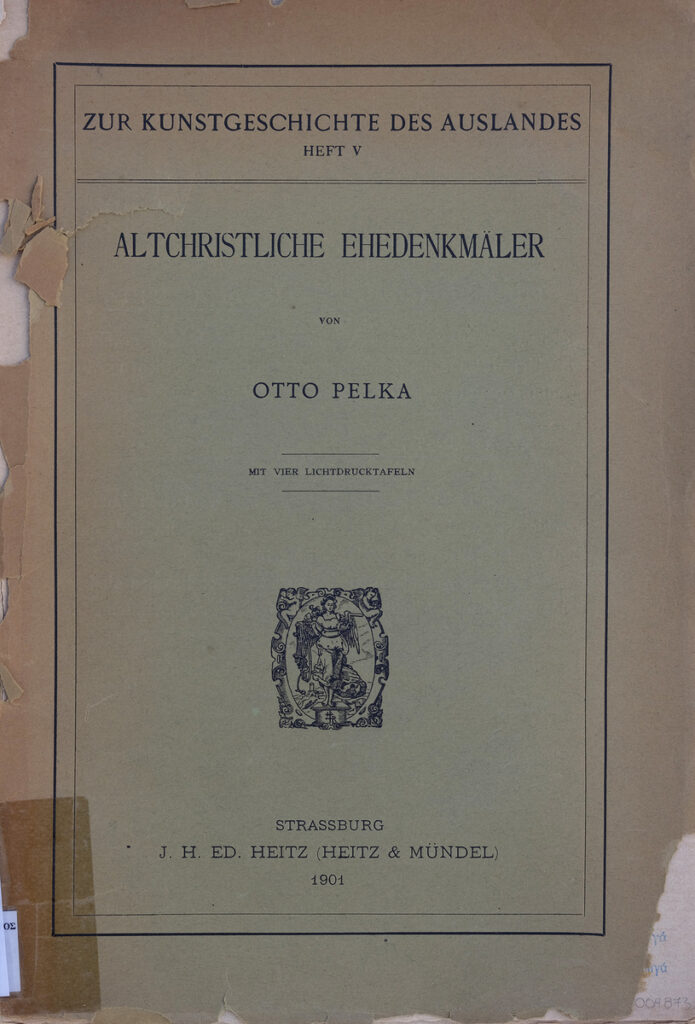 ZUR KUNSTGESCHICHTE DES AUSLANDES
HEFT V
ALTCHRISTLICHE EHEDENKMÄLER
VON
OTTO PELKA
MIT VIER LICHTDRUCKTAFELN
STRASSBURG
J. H. ED. HEITZ (HEITZ & MÜNDEL)
1901
ΟΣ